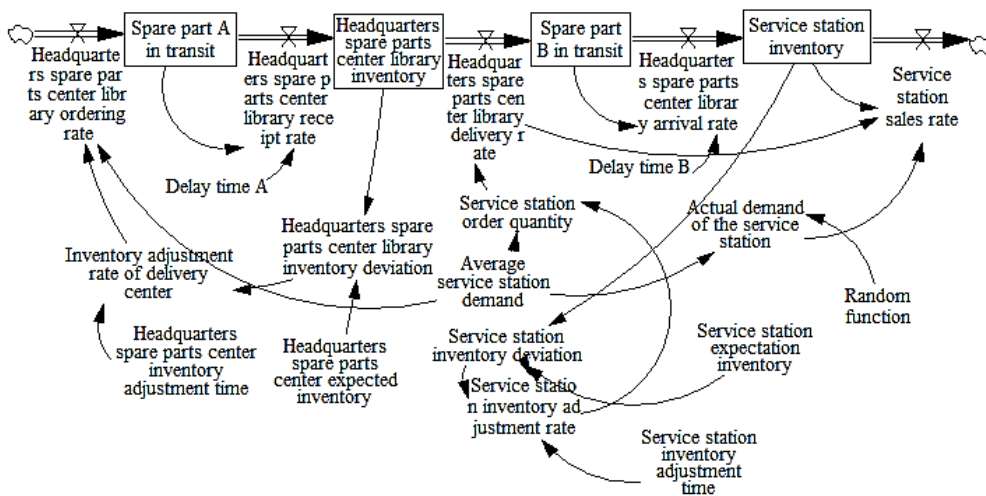 Spare part A
in transit
Headquarters
spare parts
center library
inventory
Spare part
B in transit
Service station
inventory
Headquarte
rs spare par
ts center libr
ary ordering
rate
Headquart
ers spare p
arts center
library rece
ipt rate
Headquar
ters spare
parts cen
ter library
delivery r
ate
Headquarter
s spare parts
center librar
y arrival rate
Service
station
sales rate
Delay time A
Delay time B
Service station
order quantity
Actual demand
of the service
station
Headquarters spare
parts center library
inventory deviation
Inventory adjustment
rate of delivery
center
Average
service station
demand
Random
function
Headquarters
spare parts center
inventory
adjustment time
Headquarters
spare parts
center expected
inventory
Service station
inventory deviation
Service station
expectation
inventory
Service statio
n inventory ad
justment rate
Service station
inventory
adjustment
time